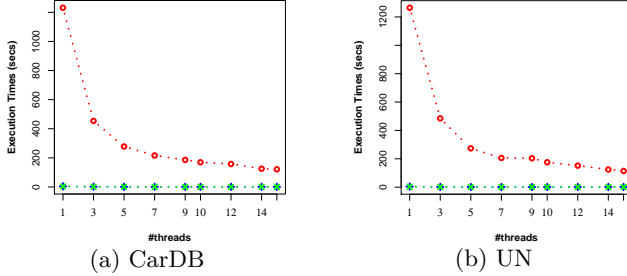 Execution Times (secs)
0 200 400 600 800 1000 1200
1 3 5 7 9 10 12 14
#threads
(a) CarDB
Execution Times (secs)
0 200 400 600 800 1000 1200
1 3 5 7 9 10 12 14
#threads
(b) UN